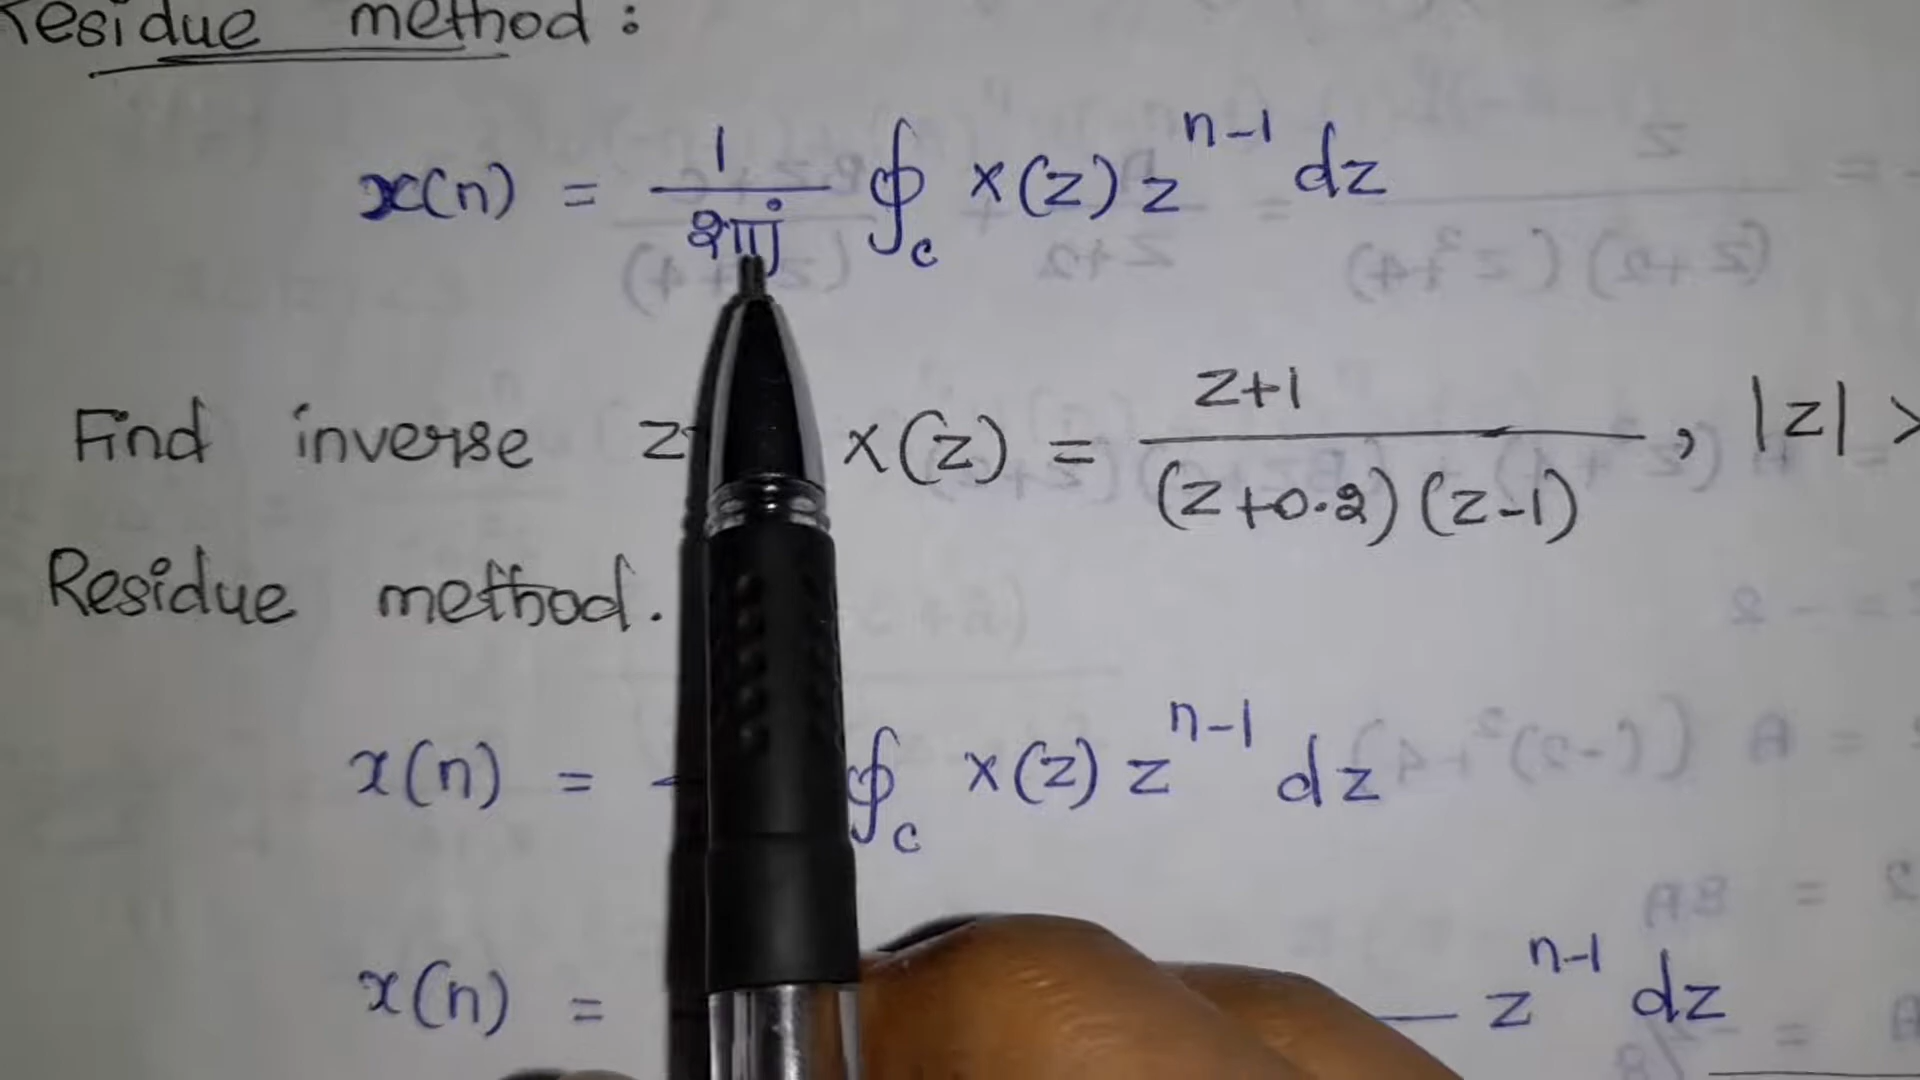 Residue method :
x(n) = 1/2πj ∮c X(z) z^(n-1) dz
Find inverse z X(z) = z+1/(z+0.2)(z-1), |z| >
Residue method.
x(n) = ∮c X(z) z^(n-1) dz
x(n) = z^(n-1) dz